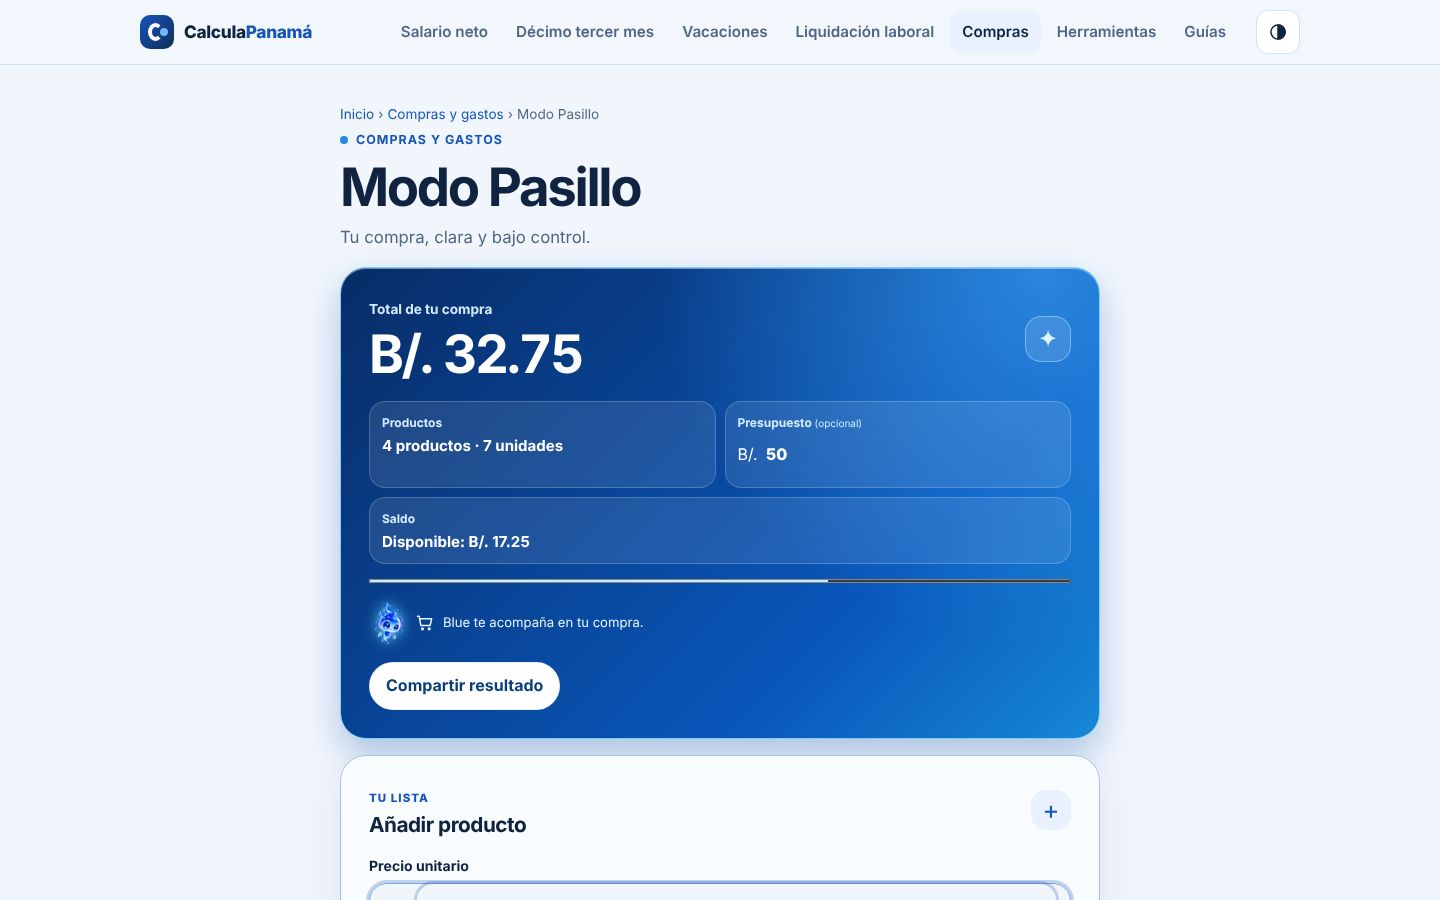 CalculaPanamá
Salario neto
Décimo tercer mes
Vacaciones
Liquidación laboral
Compras
Herramientas
Guías
Inicio › Compras y gastos › Modo Pasillo
COMPRAS Y GASTOS
Modo Pasillo
Tu compra, clara y bajo control.
Total de tu compra
B/. 32.75
Productos
4 productos · 7 unidades
Presupuesto (opcional)
B/. 50
Saldo
Disponible: B/. 17.25
Blue te acompaña en tu compra.
Compartir resultado
TU LISTA
Añadir producto
+
Precio unitario